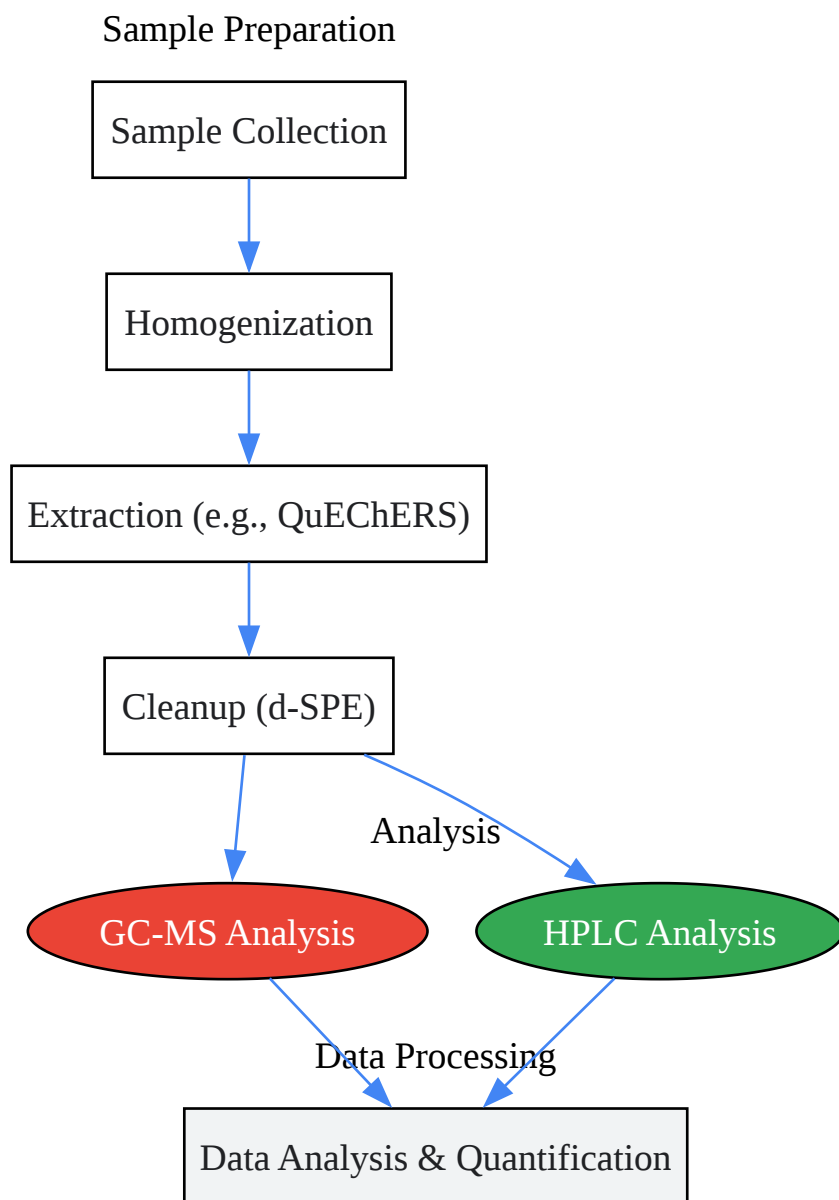 Sample Preparation
Sample Collection
Homogenization
Extraction (e.g., QuEChERS)
Cleanup (d-SPE)
Analysis
GC-MS Analysis
HPLC Analysis
Data Processing
Data Analysis & Quantification